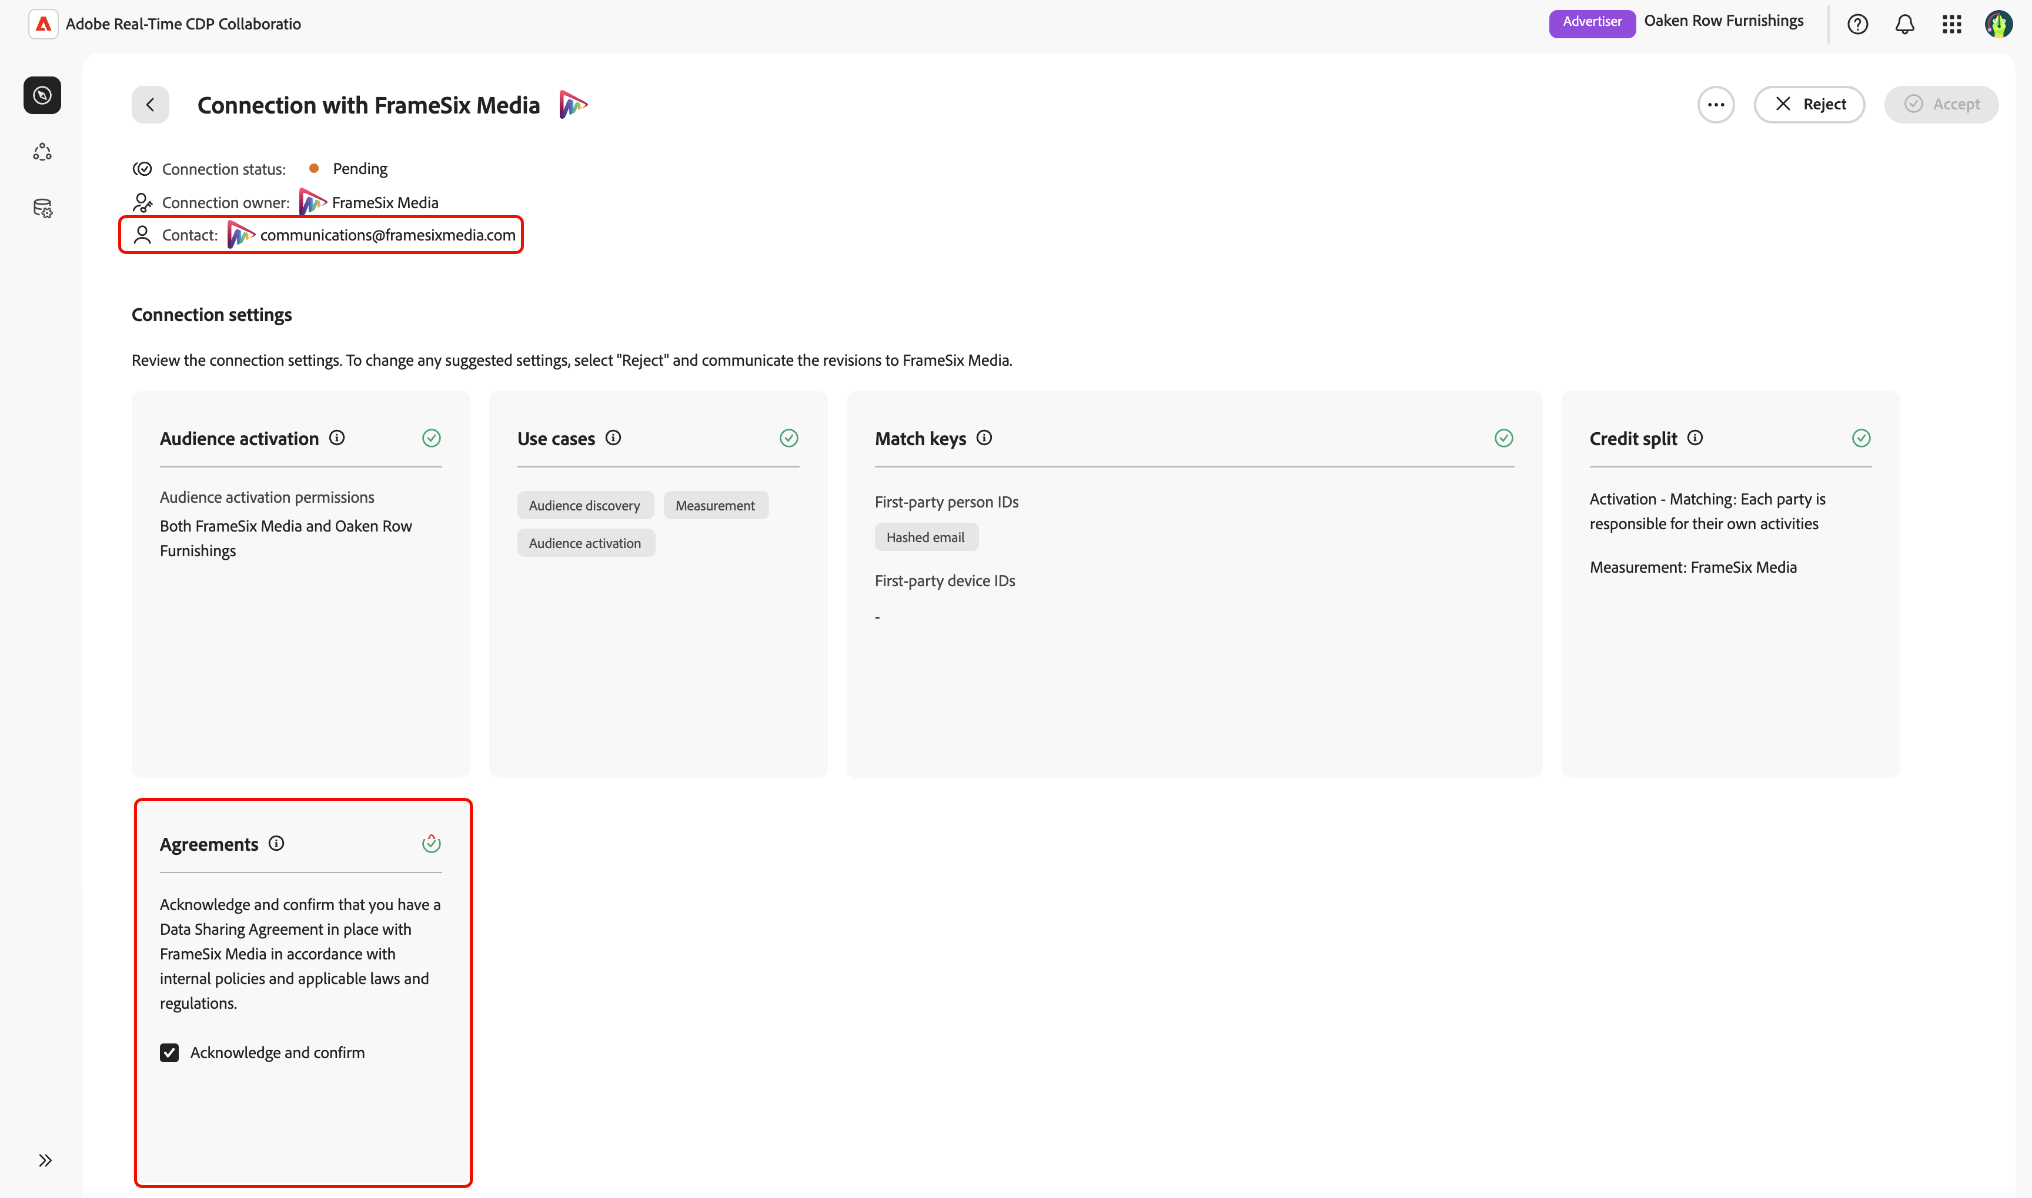 Adobe Real-Time CDP Collaboratio
Advertiser
Oaken Row Furnishings
Connection with FrameSix Media
Reject
Accept
Connection status: Pending
Connection owner: FrameSix Media
Contact: communications@framesixmedia.com
Connection settings
Review the connection settings. To change any suggested settings, select "Reject" and communicate the revisions to FrameSix Media.
Audience activation
Audience activation permissions
Both FrameSix Media and Oaken Row
Furnishings
Use cases
Audience discovery
Measurement
Audience activation
Match keys
First-party person IDs
Hashed email
First-party device IDs
-
Credit split
Activation - Matching: Each party is
responsible for their own activities
Measurement: FrameSix Media
Agreements
Acknowledge and confirm that you have a
Data Sharing Agreement in place with
FrameSix Media in accordance with
internal policies and applicable laws and
regulations.
Acknowledge and confirm